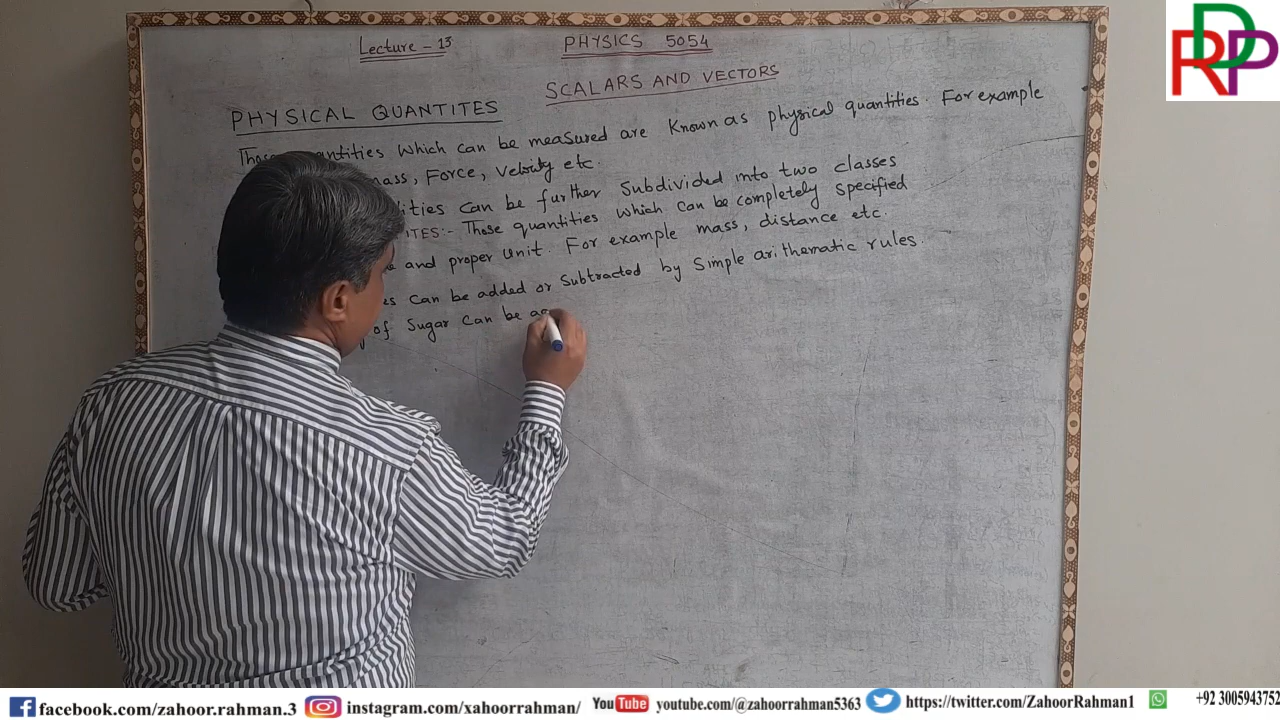 Lecture - 13
PHYSICS 5054
SCALARS AND VECTORS
PHYSICAL QUANTITES
which can be measured are Known as physical quantities. For example
mass, Force, Velocity etc.
can be further Subdivided into two classes
ITES:- Those quantities which can be completely specified
and proper unit. For example mass, distance etc.
can be added or Subtracted by Simple arithematic rules.
of Sugar can be
RDP
facebook.com/zahoor.rahman.3
instagram.com/xahoorrahman/
YouTube youtube.com/@zahoorrahman5363
https://twitter.com/ZahoorRahman1
+92 3005943752